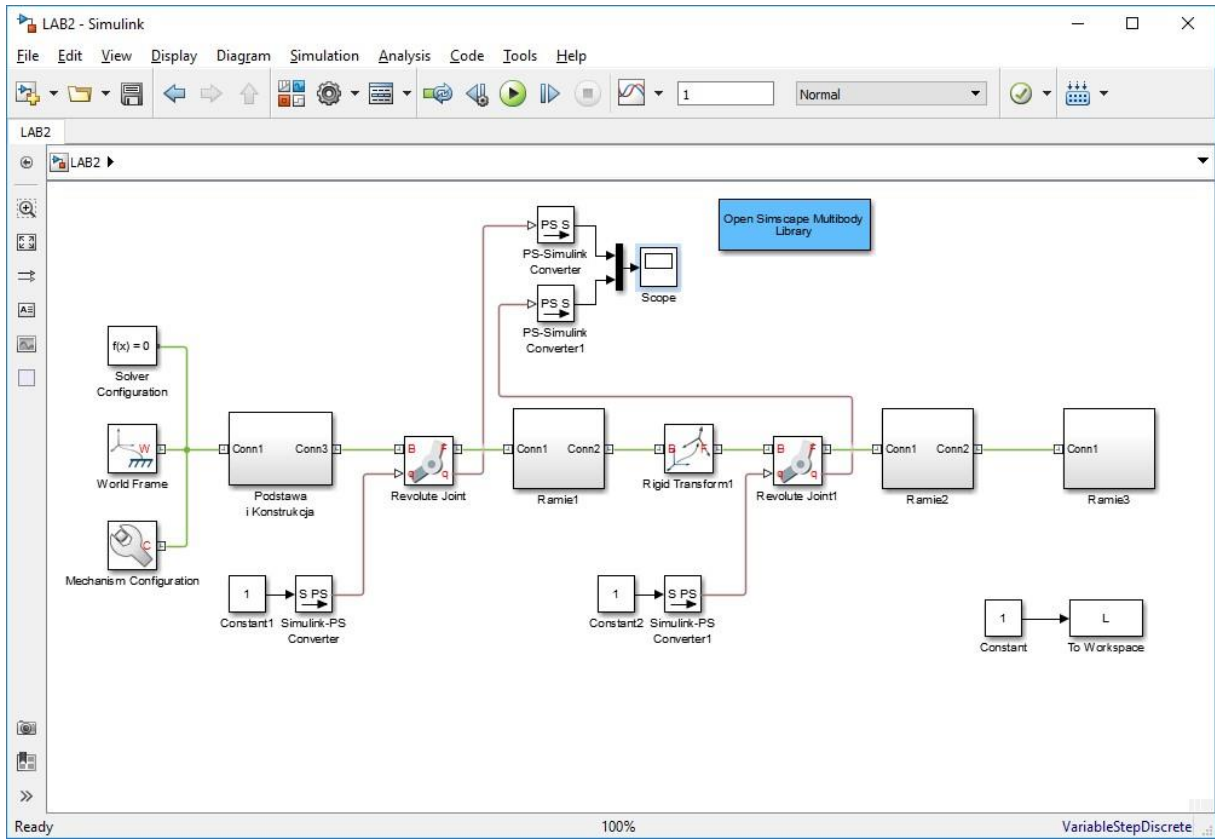 LAB2 - Simulink
File Edit View Display Diagram Simulation Analysis Code Tools Help
1
Normal
LAB2
LAB2
PS S
PS-Simulink
Converter
Open Simscape Multibody
Library
Scope
PS S
PS-Simulink
Converter1
f(x) = 0
Solver
Configuration
W
World Frame
Conn1 Conn3
Podstawa
i Konstrukcja
B F
q q
Revolute Joint
Conn1 Conn2
Ramie1
B F
Rigid Transform1
B F
q q
Revolute Joint1
Conn1 Conn2
Ramie2
Conn1
Ramie3
C
Mechanism Configuration
1
Constant1
S PS
Simulink-PS
Converter
1
Constant2
S PS
Simulink-PS
Converter1
1
Constant
L
To Workspace
Ready
100%
VariableStepDiscrete